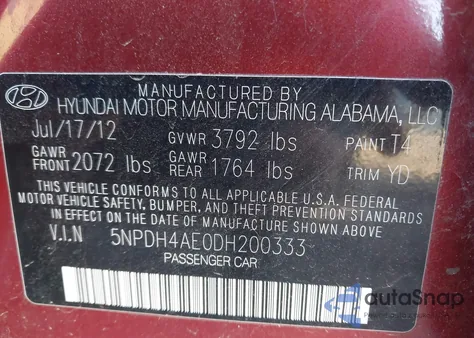 MANUFACTURED BY
HYUNDAI MOTOR MANUFACTURING ALABAMA, LLC
Jul/17/12 GVWR 3792 lbs PAINT T4
GAWR FRONT 2072 lbs GAWR REAR 1764 lbs TRIM YD
THIS VEHICLE CONFORMS TO ALL APPLICABLE U.S.A. FEDERAL
MOTOR VEHICLE SAFETY, BUMPER, AND THEFT PREVENTION
STANDARDS IN EFFECT ON THE DATE OF MANUFACTURE SHOWN ABOVE.
V.I.N 5NPDH4AE0DH200333
PASSENGER CAR
autoSnap